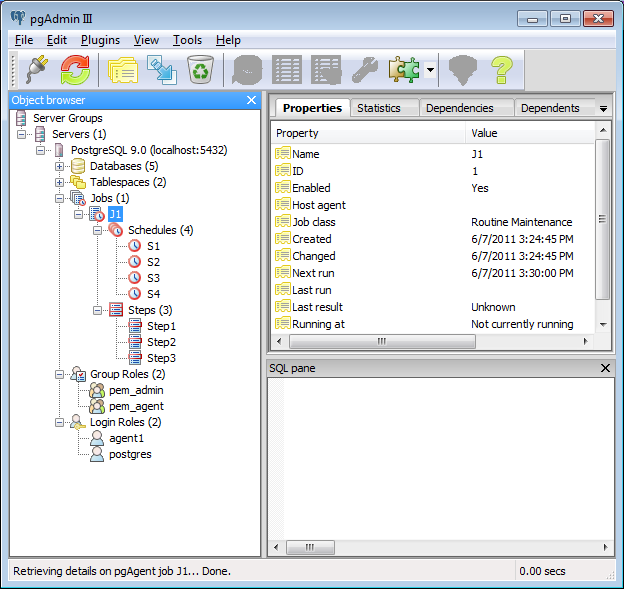 pgAdmin III
File Edit Plugins View Tools Help
Object browser
Server Groups
Servers (1)
PostgreSQL 9.0 (localhost:5432)
Databases (5)
Tablespaces (2)
Jobs (1)
J1
Schedules (4)
S1
S2
S3
S4
Steps (3)
Step1
Step2
Step3
Group Roles (2)
pem_admin
pem_agent
Login Roles (2)
agent1
postgres
Properties Statistics Dependencies Dependents
Property Value
Name J1
ID 1
Enabled Yes
Host agent
Job class Routine Maintenance
Created 6/7/2011 3:24:45 PM
Changed 6/7/2011 3:24:45 PM
Next run 6/7/2011 3:30:00 PM
Last run
Last result Unknown
Running at Not currently running
SQL pane
Retrieving details on pgAgent job J1... Done. 0.00 secs